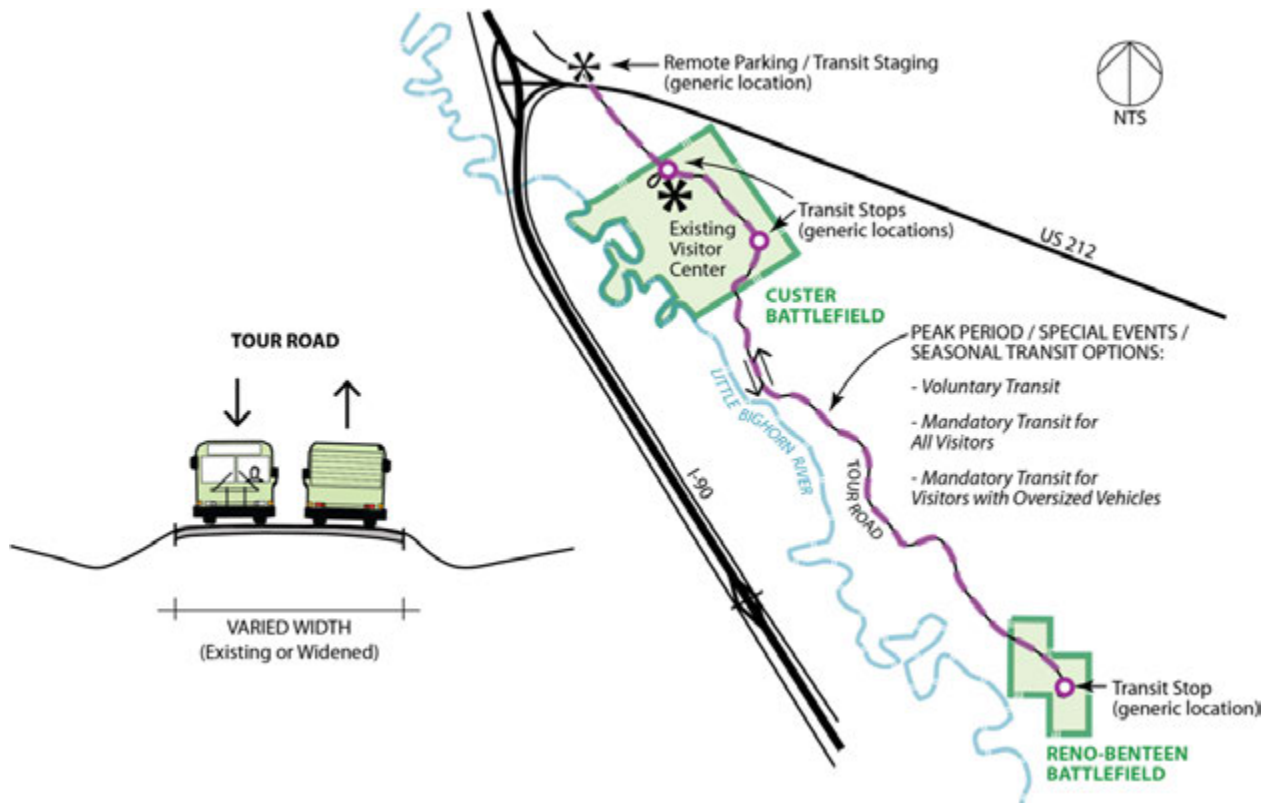 Remote Parking / Transit Staging
(generic location)
NTS
Transit Stops
(generic locations)
Existing
Visitor
Center
US 212
CUSTER
BATTLEFIELD
PEAK PERIOD / SPECIAL EVENTS /
SEASONAL TRANSIT OPTIONS:
- Voluntary Transit
- Mandatory Transit for
All Visitors
- Mandatory Transit for
Visitors with Oversized Vehicles
TOUR ROAD
LITTLE BIGHORN RIVER
I-90
TOUR ROAD
VARIED WIDTH
(Existing or Widened)
Transit Stop
(generic location)
RENO-BENTEEN
BATTLEFIELD